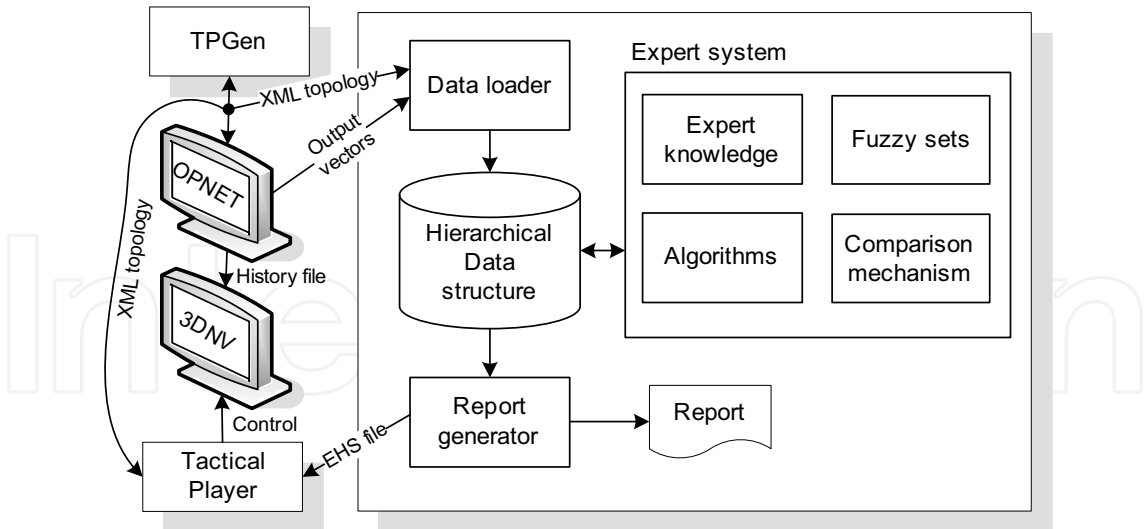 TPGen
XML topology
Data loader
Expert system
Output
vectors
OPNET
Expert
knowledge
Fuzzy sets
XML topology
History file
Hierarchical
Data
structure
Algorithms
Comparison
mechanism
3DNV
Control
Report
generator
Report
EHS file
Tactical
Player